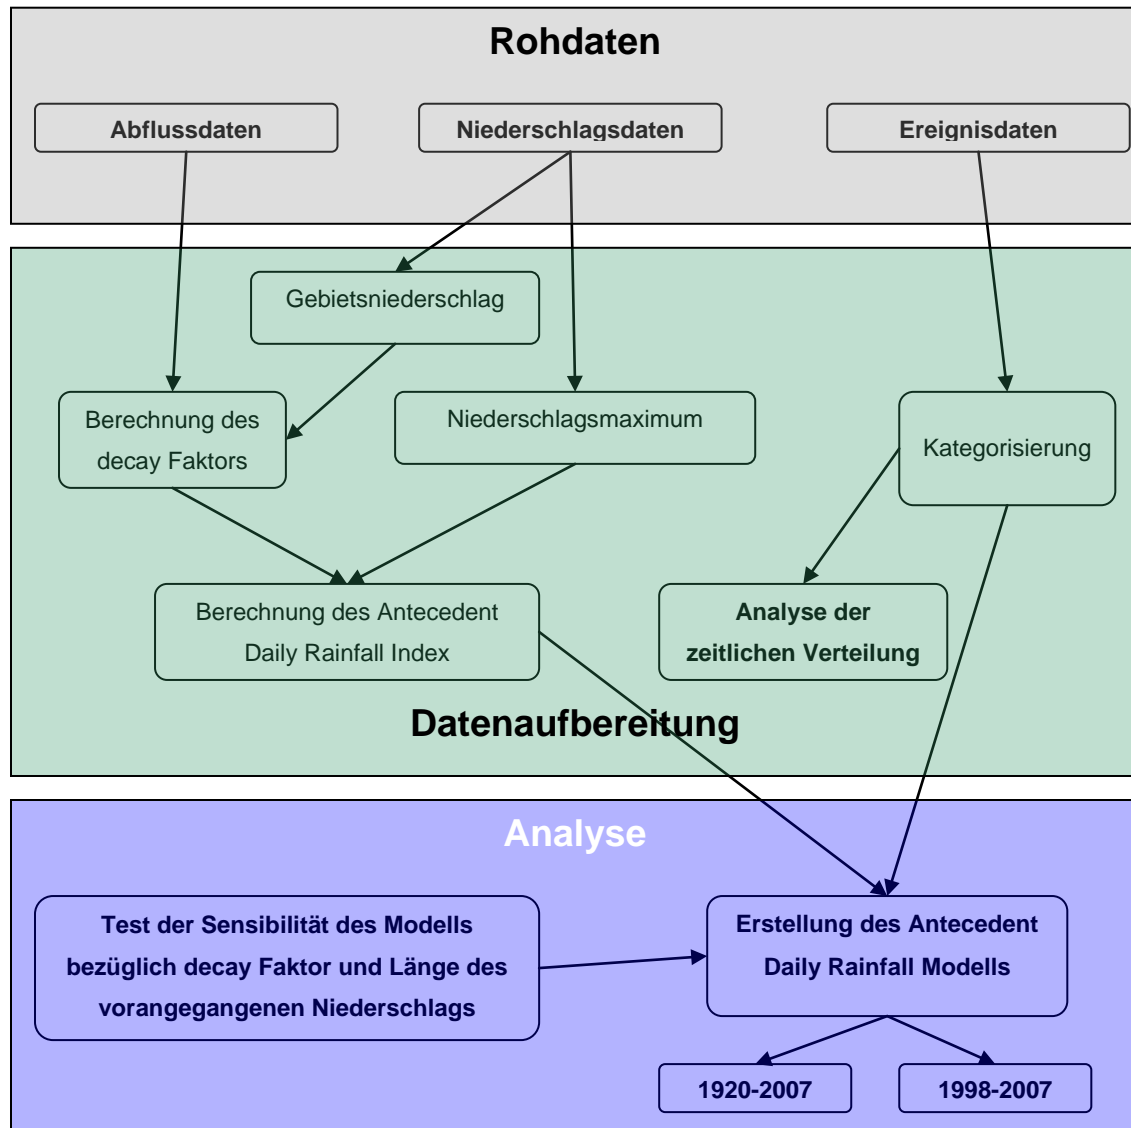 Rohdaten
Abflussdaten
Niederschlagsdaten
Ereignisdaten
Gebietsniederschlag
Berechnung des
decay Faktors
Niederschlagsmaximum
Kategorisierung
Berechnung des Antecedent
Daily Rainfall Index
Analyse der
zeitlichen Verteilung
Datenaufbereitung
Analyse
Test der Sensibilität des Modells
bezüglich decay Faktor und Länge des
vorangegangenen Niederschlags
Erstellung des Antecedent
Daily Rainfall Modells
1920-2007
1998-2007